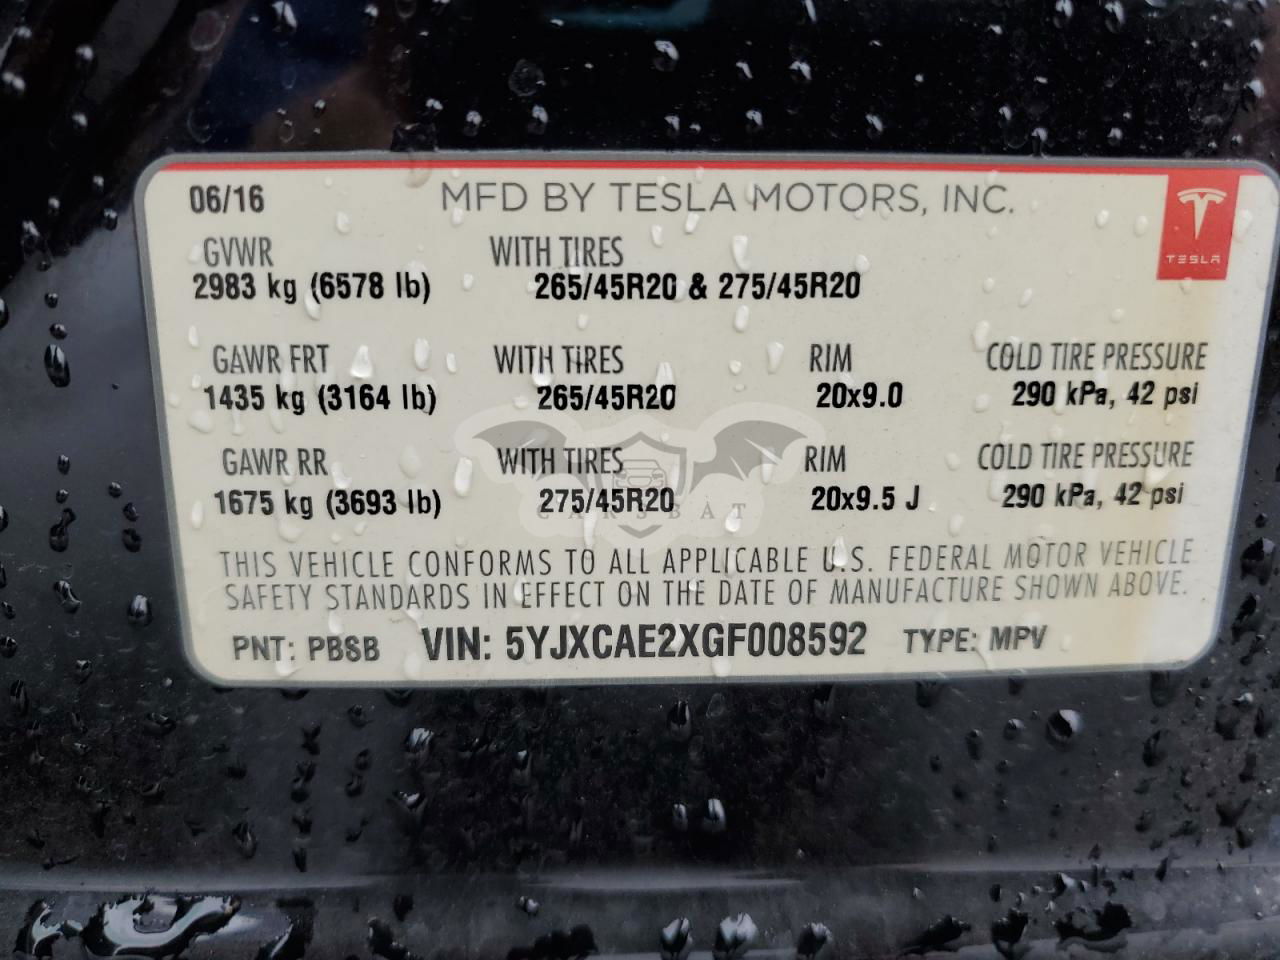 06/16 MFD BY TESLA MOTORS, INC.
TESLA
GVWR WITH TIRES
2983 kg (6578 lb) 265/45R20 & 275/45R20
GAWR FRT WITH TIRES RIM COLD TIRE PRESSURE
1435 kg (3164 lb) 265/45R20 20x9.0 290 kPa, 42 psi
GAWR RR WITH TIRES RIM COLD TIRE PRESSURE
1675 kg (3693 lb) 275/45R20 20x9.5 J 290 kPa, 42 psi
CARSBAT
THIS VEHICLE CONFORMS TO ALL APPLICABLE U.S. FEDERAL MOTOR VEHICLE
SAFETY STANDARDS IN EFFECT ON THE DATE OF MANUFACTURE SHOWN ABOVE.
PNT: PBSB VIN: 5YJXCAE2XGF008592 TYPE: MPV